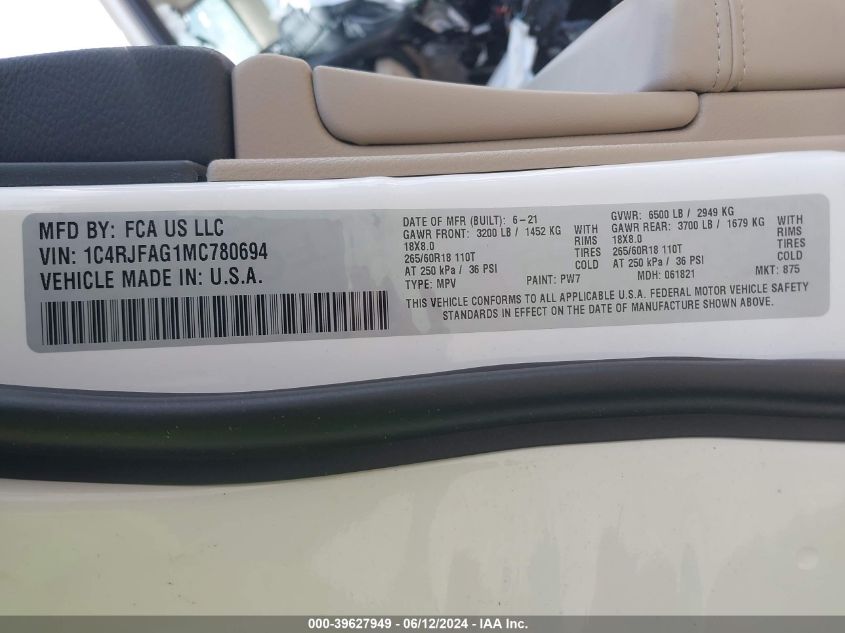 MFD BY: FCA US LLC
VIN: 1C4RJFAG1MC780694
VEHICLE MADE IN: U.S.A.
DATE OF MFR (BUILT): 6-21
GAWR FRONT: 3200 LB / 1452 KG WITH
18X8.0 RIMS
265/60R18 110T TIRES
AT 250 kPa / 36 PSI COLD
TYPE: MPV PAINT: PW7
GVWR: 6500 LB / 2949 KG
GAWR REAR: 3700 LB / 1679 KG WITH
18X8.0 RIMS
265/60R18 110T TIRES
AT 250 kPa / 36 PSI COLD
MDH: 061821 MKT: 875
THIS VEHICLE CONFORMS TO ALL APPLICABLE U.S.A. FEDERAL MOTOR VEHICLE SAFETY
STANDARDS IN EFFECT ON THE DATE OF MANUFACTURE SHOWN ABOVE.
000-39627949 - 06/12/2024 - IAA Inc.